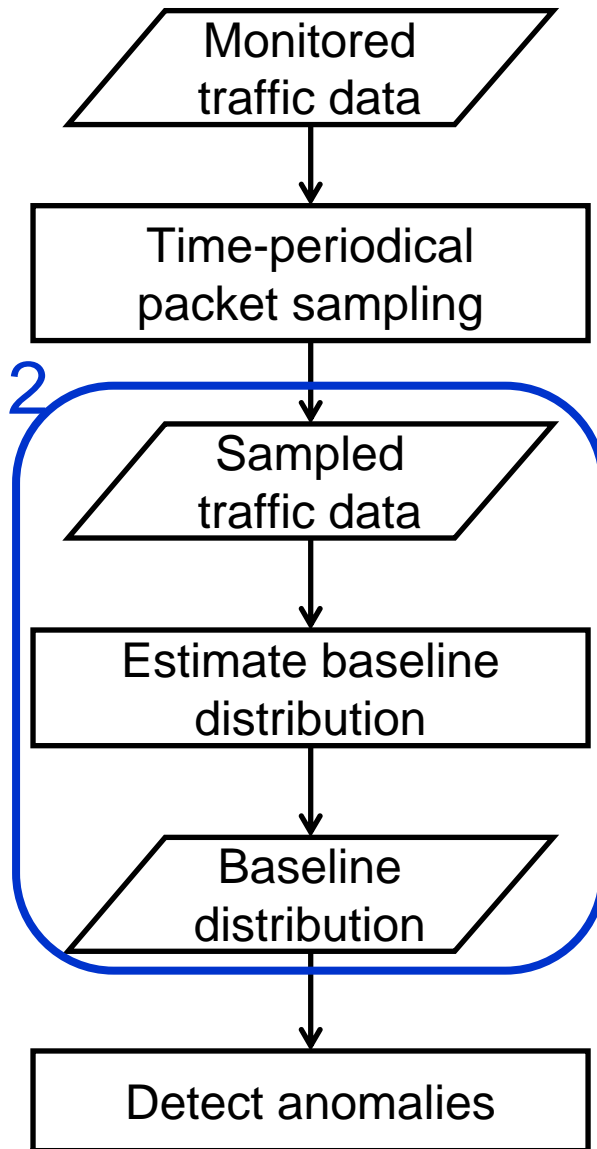 Monitored
traffic data
Time-periodical
packet sampling
2
Sampled
traffic data
Estimate baseline
distribution
Baseline
distribution
Detect anomalies